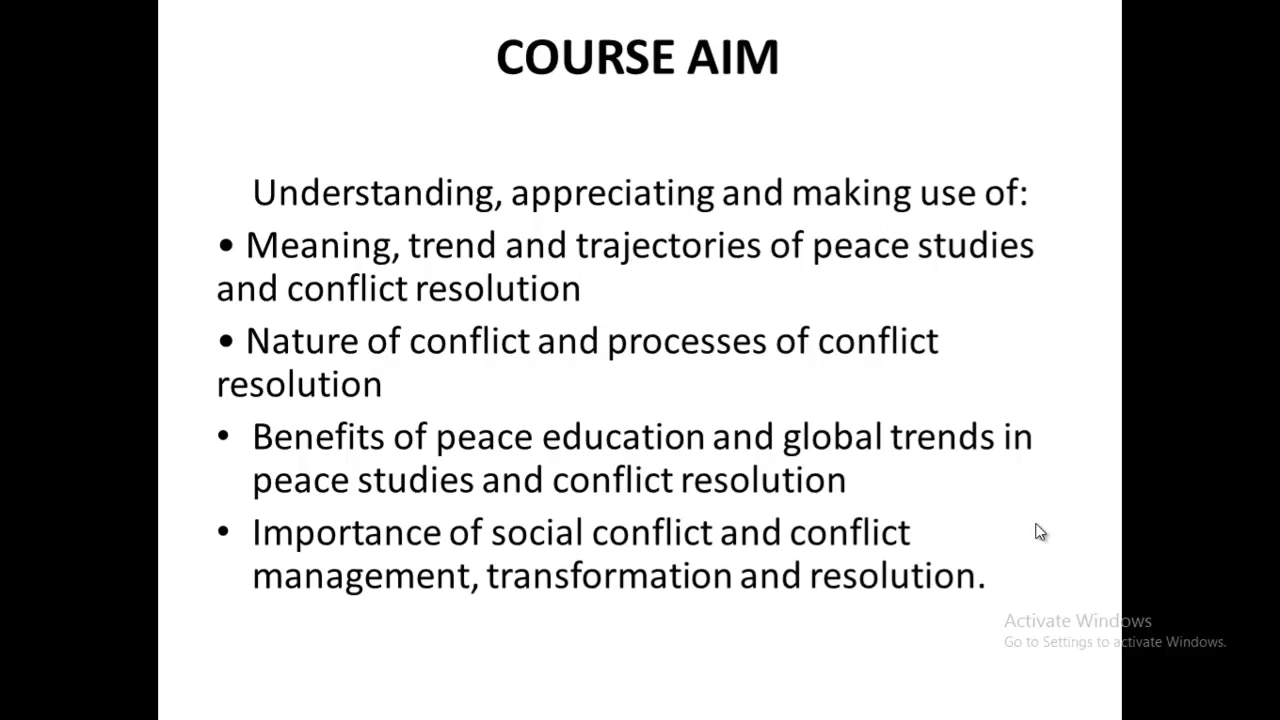 COURSE AIM
Understanding, appreciating and making use of:
• Meaning, trend and trajectories of peace studies
and conflict resolution
• Nature of conflict and processes of conflict
resolution
• Benefits of peace education and global trends in
peace studies and conflict resolution
• Importance of social conflict and conflict
management, transformation and resolution.
Activate Windows
Go to Settings to activate Windows.